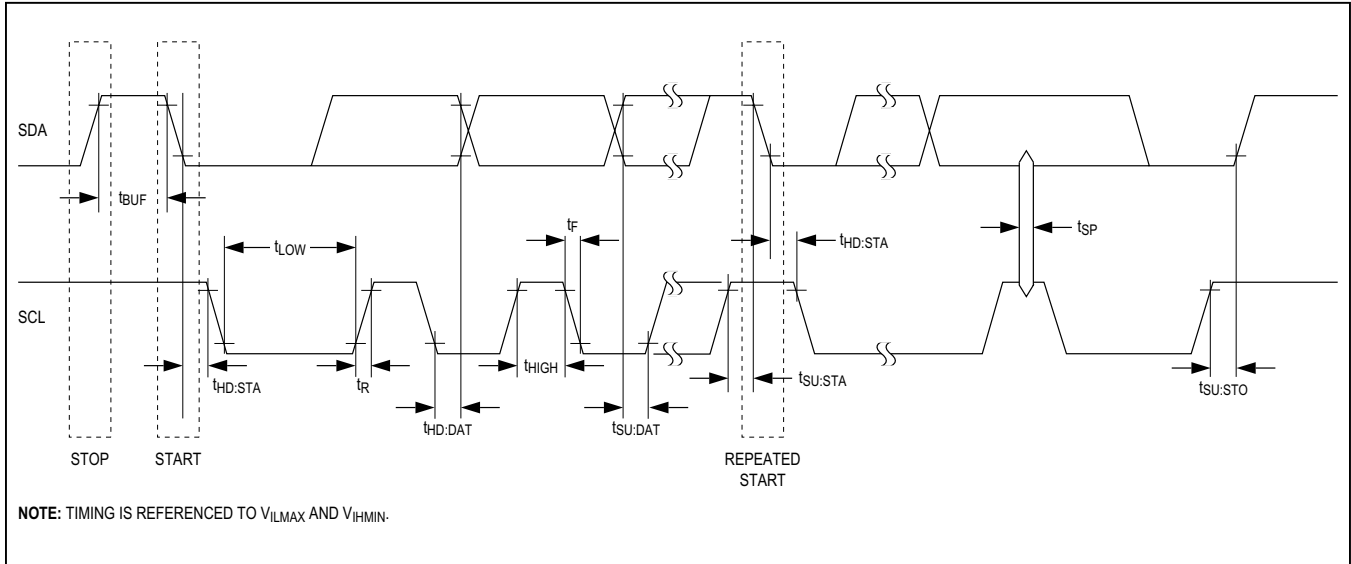 SDA
tBUF
tLOW
tF
tHD:STA
tSP
SCL
tHD:STA
tR
tHIGH
tSU:STA
tSU:STO
tHD:DAT
tSU:DAT
STOP
START
REPEATED
START
NOTE: TIMING IS REFERENCED TO VILMAX AND VIHMIN.